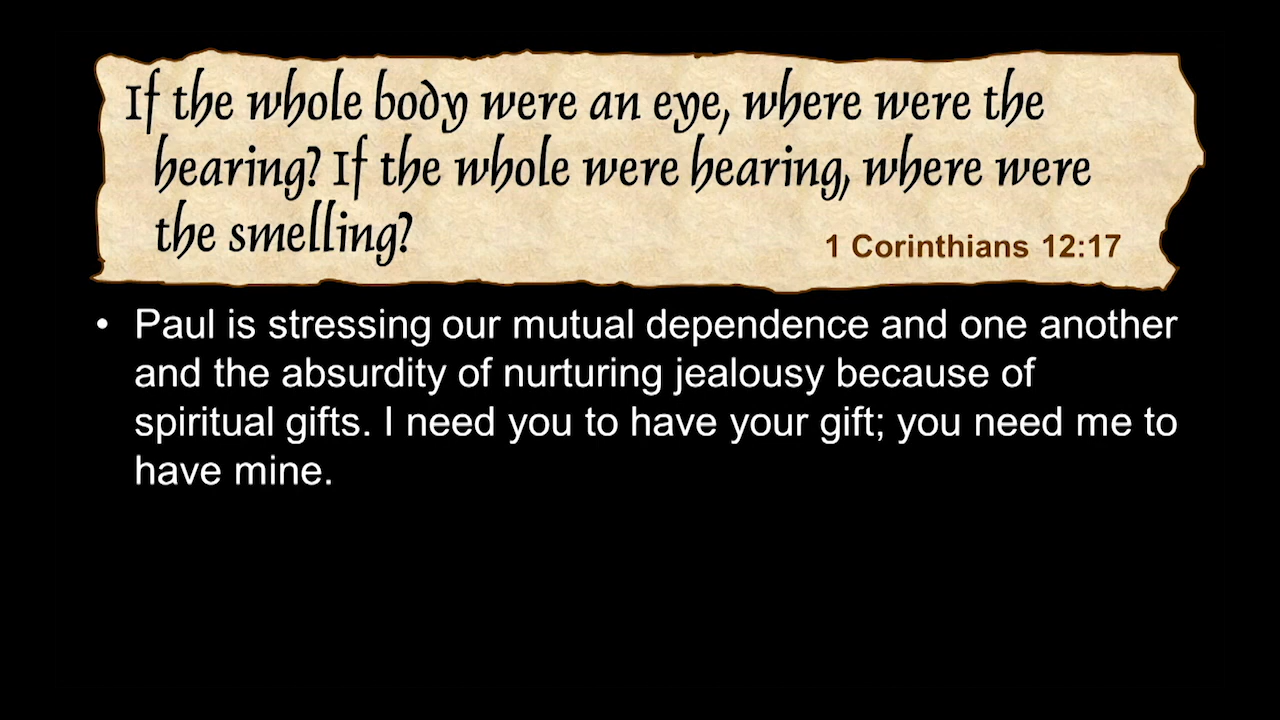 If the whole body were an eye, where were the
hearing? If the whole were hearing, where were
the smelling?
1 Corinthians 12:17
• Paul is stressing our mutual dependence and one another
and the absurdity of nurturing jealousy because of
spiritual gifts. I need you to have your gift; you need me to
have mine.